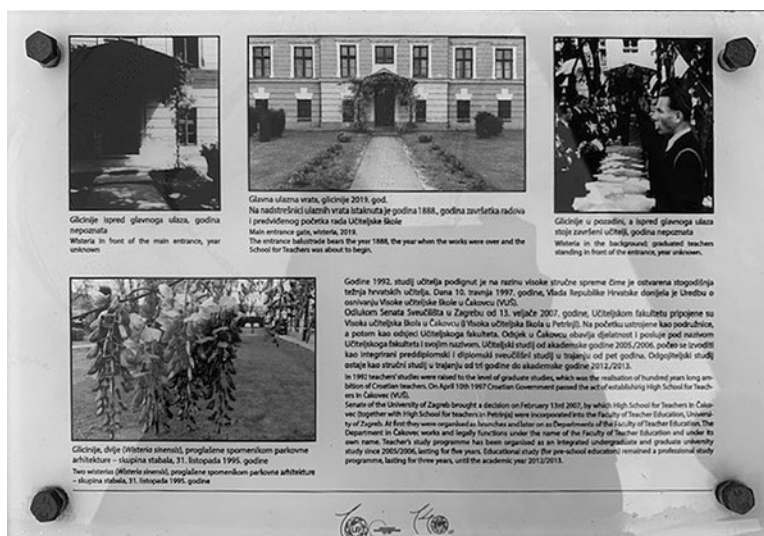 Glicinije ispred glavnoga ulaza, godina
nepoznata
Wisteria in front of the main entrance, year
unknown
Glavna ulazna vrata, glicinije 2019. god.
Na nadstrešnici ulaznih vrata istaknuta je godina 1888., godina završetka radova
i predviđenog početka rada Učiteljske škole
Main entrance gate, wisteria, 2019.
The entrance balustrade bears the year 1888, the year when the works were over and the
School for Teachers was about to begin.
Glicinije u pozadini, a ispred glavnoga ulaza
stoje završeni učitelji, godina nepoznata
Wisteria in the background; graduated teachers
standing in front of the entrance, year unknown.
Glicinije, dvije (Wisteria sinensis), proglašene spomenikom parkovne
arhitekture – skupina stabala, 31. listopada 1995. godine
Two wisterias (Wisteria sinensis), proglašene spomenikom parkovne arhitekture
– skupina stabala, 31. listopada 1995. godine
Godine 1992. studij učitelja podignut je na razinu visoke stručne spreme čime je ostvarena stogodišnja
težnja hrvatskih učitelja. Dana 10. travnja 1997. godine, Vlada Republike Hrvatske donijela je Uredbu o
osnivanju Visoke učiteljske škole u Čakovcu (VUŠ).
Odlukom Senata Sveučilišta u Zagrebu od 13. veljače 2007. godine, Učiteljskom fakultetu pripojene su
Visoka učiteljska škola u Čakovcu (i Visoka učiteljska škola u Petrinji). Na početku ustrojene kao podružnice,
a potom kao odsjeci Učiteljskoga fakulteta. Odsjek u Čakovcu obavlja djelatnost i posluje pod nazivom
Učiteljskoga fakulteta i svojim nazivom. Učiteljski studij od akademske godine 2005./2006. počeo se izvoditi
kao integrirani preddiplomski i diplomski sveučilišni studij u trajanju od pet godina. Odgojiteljski studij
ostaje kao stručni studij u trajanju od tri godine do akademske godine 2012./2013.
In 1992 teachers' studies were raised to the level of graduate studies, which was the realisation of hundred years long am-
bition of Croatian teachers. On April 10th 1997 Croatian Government passed the act of establishing High School for Teach-
ers in Čakovec (VUŠ).
Senate of the University of Zagreb brought a decision on February 13rd 2007, by which High School for Teachers in Čako-
vec (together with High School for teachers in Petrinja) were incorporated into the Faculty of Teacher Education, Universi-
ty of Zagreb. At first they were organised as branches and later on as Departments of the Faculty of Teacher Education. The
Department in Čakovec works and legally functions under the name of the Faculty of Teacher Education and under its
own name. Teacher's study programme has been organised as an integrated undergraduate and graduate university
study since 2005/2006, lasting for five years. Educational study (for pre-school educators) remained a professional study
programme, lasting for three years, until the academic year 2012/2013.